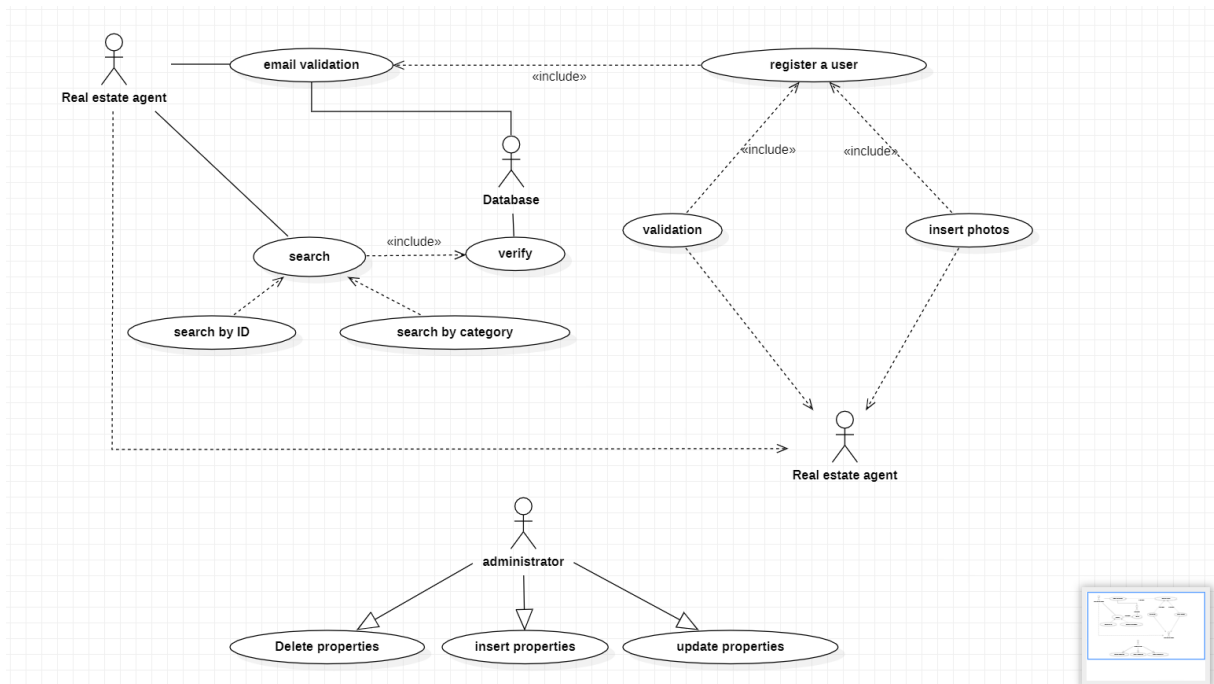 email validation
register a user
«include»
Real estate agent
«include»
«include»
Database
validation
insert photos
«include»
search
verify
search by ID
search by category
Real estate agent
administrator
Delete properties
insert properties
update properties